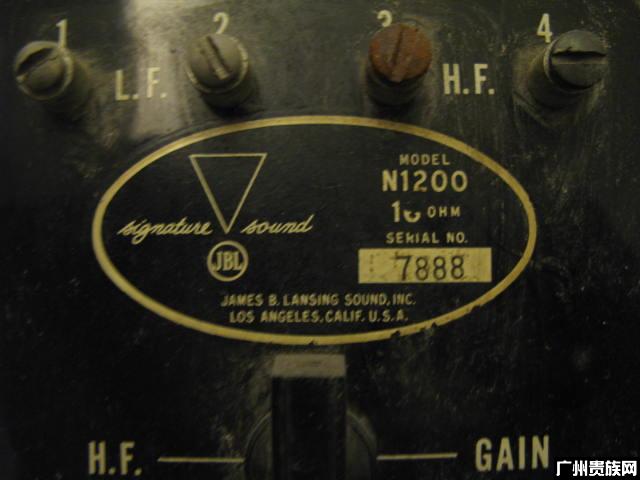 1 2 3 4
L.F. H.F.
MODEL
N1200
16 OHM
signature sound
SERIAL NO.
JBL
7888
JAMES B. LANSING SOUND, INC.
LOS ANGELES, CALIF. U.S.A.
H.F. GAIN
广州贵族网